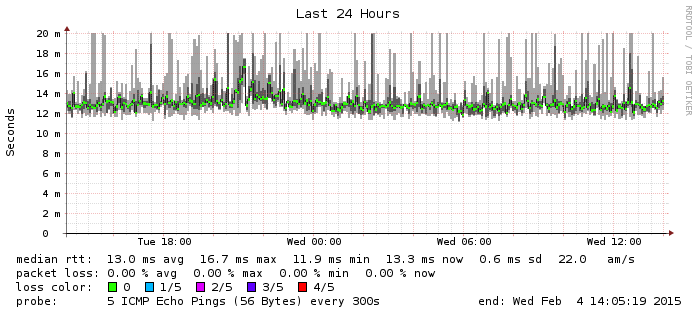 Last 24 Hours
RRDTOOL / TOBI OETIKER
Seconds
20 m
18 m
16 m
14 m
12 m
10 m
8 m
6 m
4 m
2 m
0
Tue 18:00 Wed 00:00 Wed 06:00 Wed 12:00
median rtt: 13.0 ms avg 16.7 ms max 11.9 ms min 13.3 ms now 0.6 ms sd 22.0 am/s
packet loss: 0.00 % avg 0.00 % max 0.00 % min 0.00 % now
loss color: 0 1/5 2/5 3/5 4/5
probe: 5 ICMP Echo Pings (56 Bytes) every 300s end: Wed Feb 4 14:05:19 2015